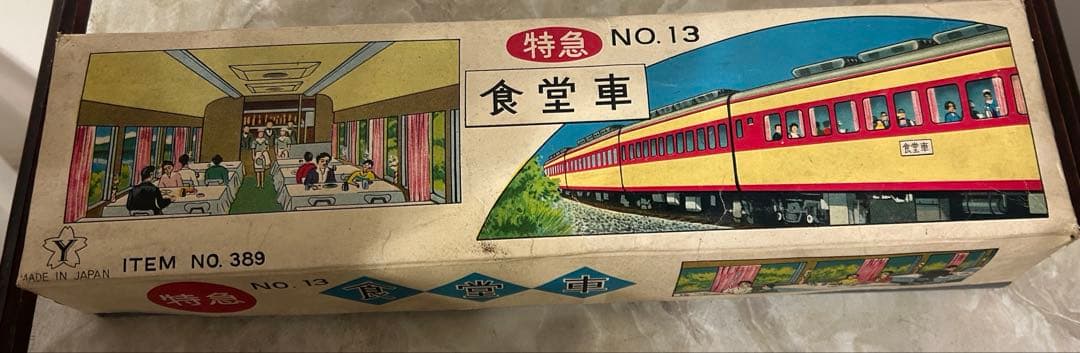 特急 NO.13
食堂車
食堂車
Y
MADE IN JAPAN
ITEM NO. 389
特急 NO.13 食堂車